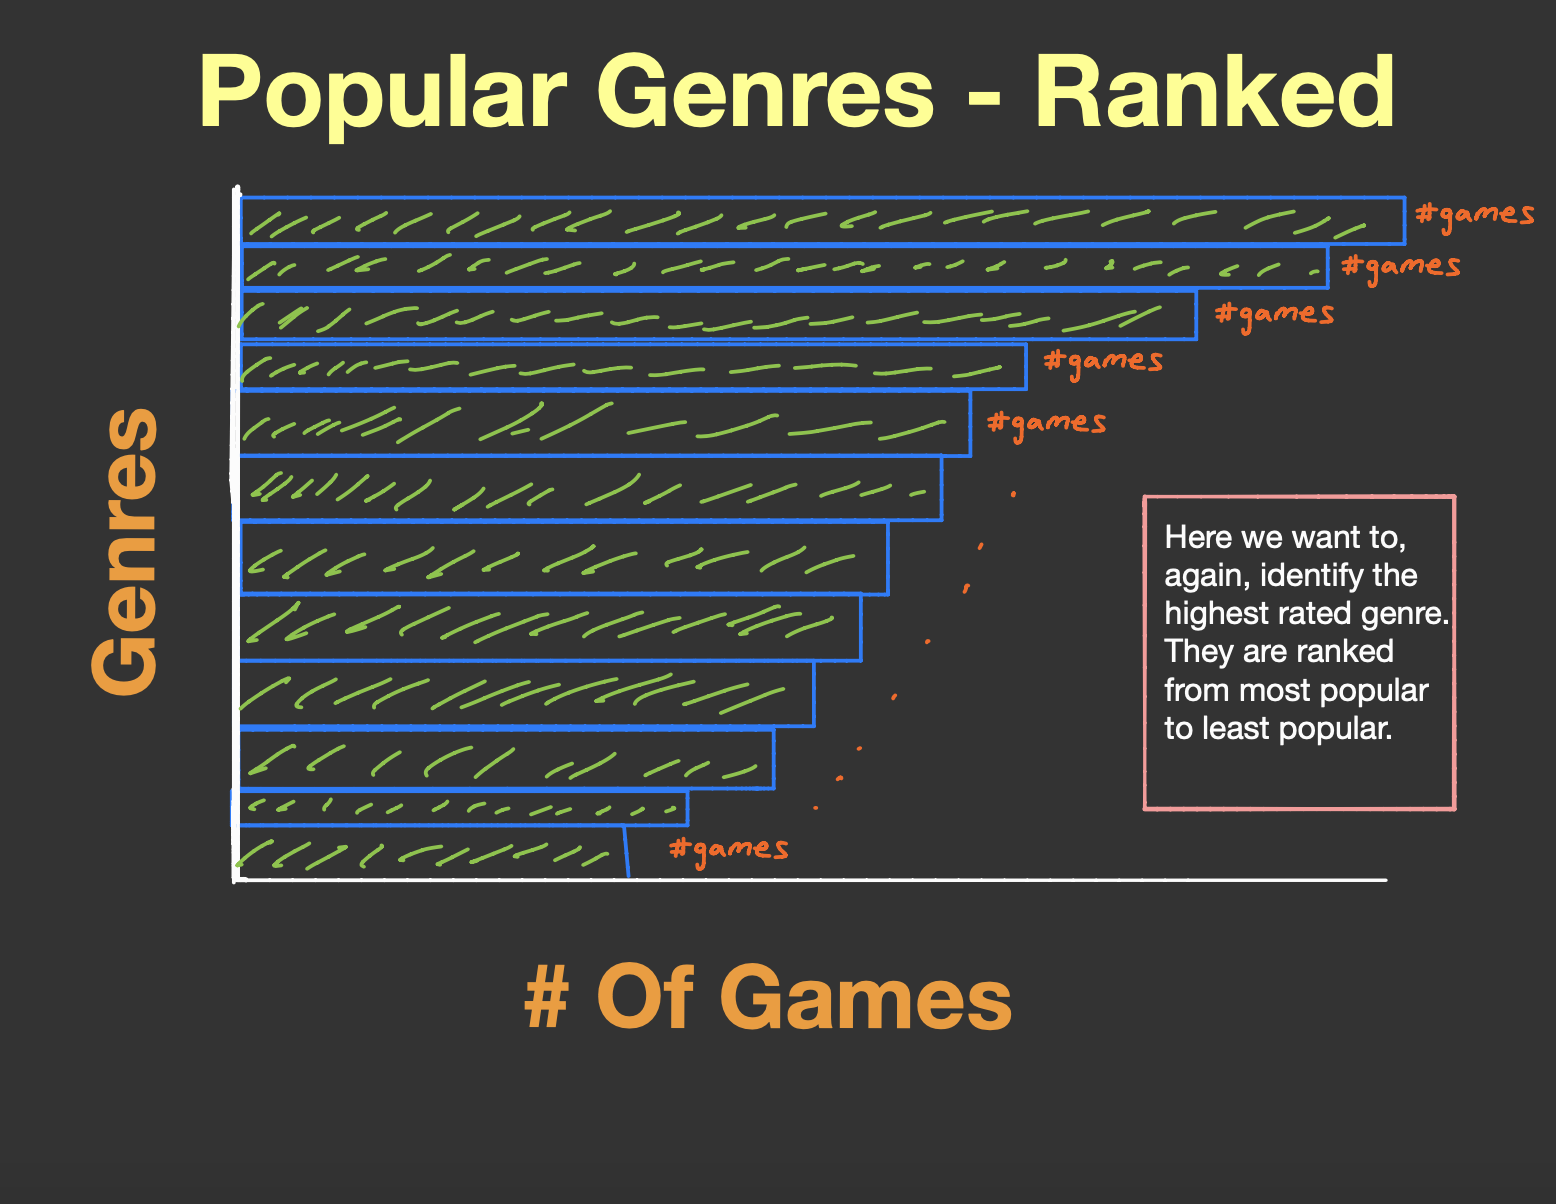 Popular Genres - Ranked
#games
#games
#games
#games
#games
Genres
Here we want to,
again, identify the
highest rated genre.
They are ranked
from most popular
to least popular.
#games
# Of Games